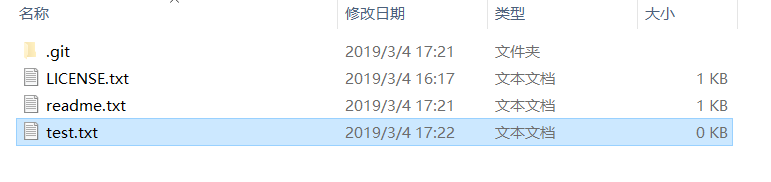 名称 修改日期 类型 大小
.git 2019/3/4 17:21 文件夹
LICENSE.txt 2019/3/4 16:17 文本文档 1 KB
readme.txt 2019/3/4 17:21 文本文档 1 KB
test.txt 2019/3/4 17:22 文本文档 0 KB